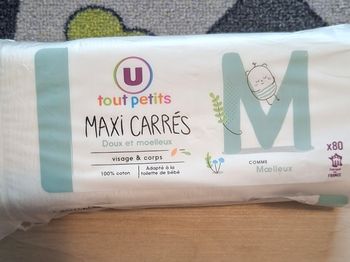 U
tout petits
MAXI CARRÉS
Doux et moelleux
visage & corps
100% coton
Adapté à la
toilette de bébé
M
COMME
Moelleux
x80
FRANCE